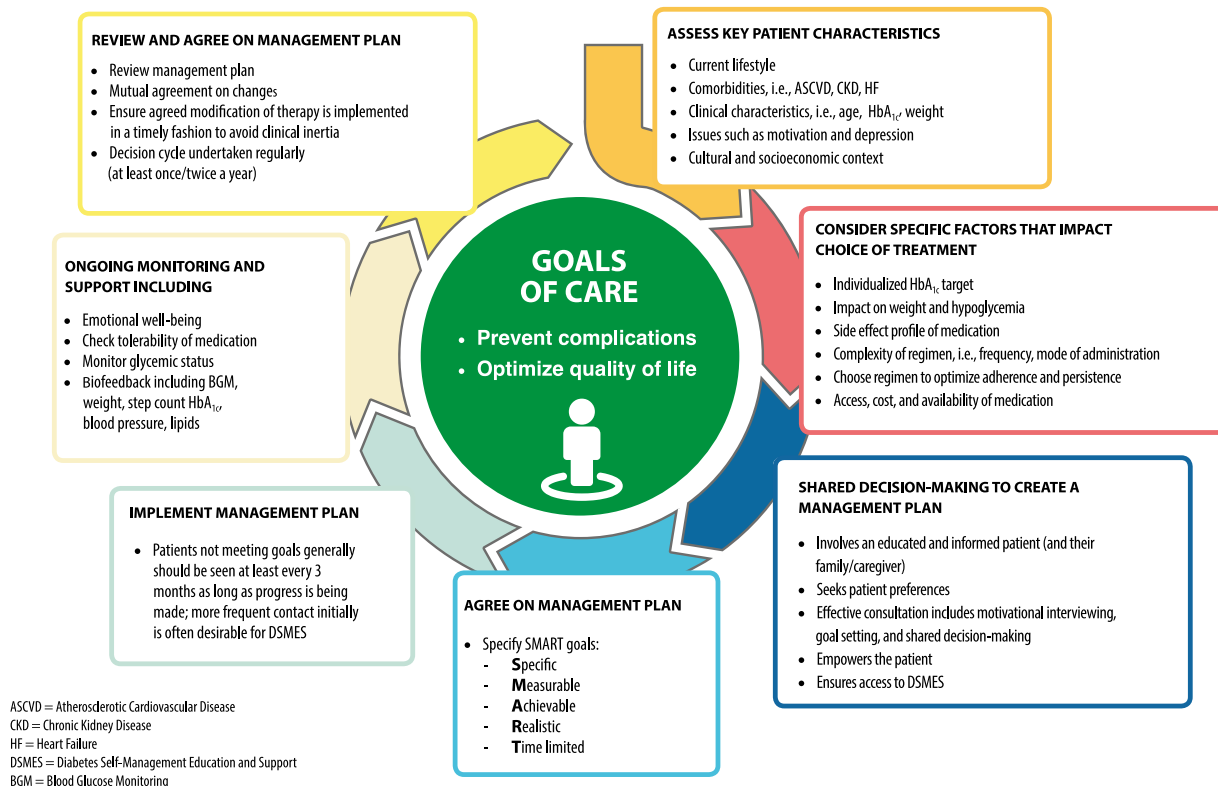 REVIEW AND AGREE ON MANAGEMENT PLAN
• Review management plan
• Mutual agreement on changes
• Ensure agreed modification of therapy is implemented
in a timely fashion to avoid clinical inertia
• Decision cycle undertaken regularly
(at least once/twice a year)
ASSESS KEY PATIENT CHARACTERISTICS
• Current lifestyle
• Comorbidities, i.e., ASCVD, CKD, HF
• Clinical characteristics, i.e., age, HbA1c, weight
• Issues such as motivation and depression
• Cultural and socioeconomic context
CONSIDER SPECIFIC FACTORS THAT IMPACT
CHOICE OF TREATMENT
• Individualized HbA1c target
• Impact on weight and hypoglycemia
• Side effect profile of medication
• Complexity of regimen, i.e., frequency, mode of administration
• Choose regimen to optimize adherence and persistence
• Access, cost, and availability of medication
GOALS
OF CARE
• Prevent complications
• Optimize quality of life
ONGOING MONITORING AND
SUPPORT INCLUDING
• Emotional well-being
• Check tolerability of medication
• Monitor glycemic status
• Biofeedback including BGM,
weight, step count HbA1c,
blood pressure, lipids
SHARED DECISION-MAKING TO CREATE A
MANAGEMENT PLAN
• Involves an educated and informed patient (and their
family/caregiver)
• Seeks patient preferences
• Effective consultation includes motivational interviewing,
goal setting, and shared decision-making
• Empowers the patient
• Ensures access to DSMES
IMPLEMENT MANAGEMENT PLAN
• Patients not meeting goals generally
should be seen at least every 3
months as long as progress is being
made; more frequent contact initially
is often desirable for DSMES
AGREE ON MANAGEMENT PLAN
• Specify SMART goals:
- Specific
- Measurable
- Achievable
- Realistic
- Time limited
ASCVD = Atherosclerotic Cardiovascular Disease
CKD = Chronic Kidney Disease
HF = Heart Failure
DSMES = Diabetes Self-Management Education and Support
BGM = Blood Glucose Monitoring